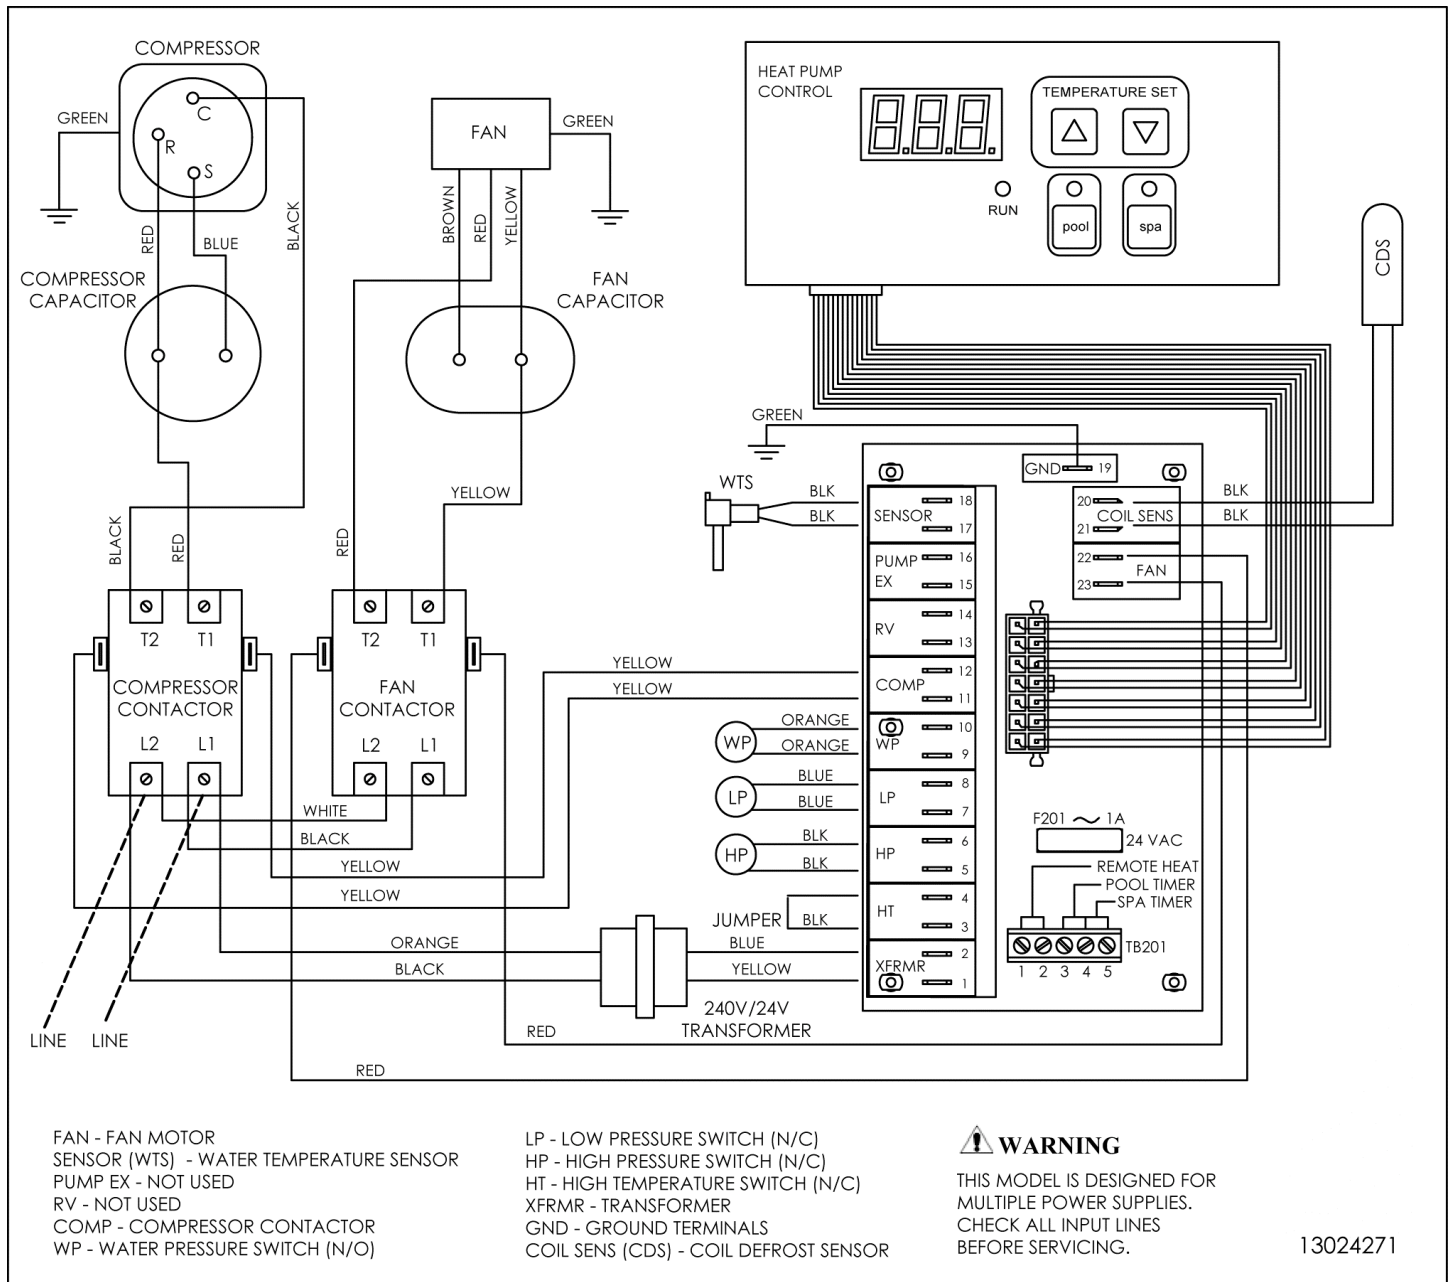 COMPRESSOR
C
R
S
GREEN
RED
BLUE
BLACK
COMPRESSOR
CAPACITOR
FAN
GREEN
BROWN
RED
YELLOW
FAN
CAPACITOR
HEAT PUMP
CONTROL
TEMPERATURE SET
RUN
pool
spa
CDS
GREEN
GND
19
WTS
BLK
BLK
SENSOR
18
17
PUMP
EX
16
15
RV
14
13
COMP
12
11
WP
10
9
LP
8
7
HP
6
5
HT
4
3
XFRMR
2
1
20
COIL SENS
21
22
FAN
23
BLK
BLK
YELLOW
BLACK
RED
RED
T2
T1
COMPRESSOR
CONTACTOR
L2
L1
T2
T1
FAN
CONTACTOR
L2
L1
YELLOW
YELLOW
WP
ORANGE
ORANGE
LP
BLUE
BLUE
HP
BLK
BLK
JUMPER
BLK
WHITE
BLACK
YELLOW
YELLOW
ORANGE
BLACK
BLUE
YELLOW
240V/24V
TRANSFORMER
F201 ~ 1A
24 VAC
REMOTE HEAT
POOL TIMER
SPA TIMER
TB201
1 2 3 4 5
LINE LINE
RED
RED
FAN - FAN MOTOR
SENSOR (WTS) - WATER TEMPERATURE SENSOR
PUMP EX - NOT USED
RV - NOT USED
COMP - COMPRESSOR CONTACTOR
WP - WATER PRESSURE SWITCH (N/O)
LP - LOW PRESSURE SWITCH (N/C)
HP - HIGH PRESSURE SWITCH (N/C)
HT - HIGH TEMPERATURE SWITCH (N/C)
XFRMR - TRANSFORMER
GND - GROUND TERMINALS
COIL SENS (CDS) - COIL DEFROST SENSOR
WARNING
THIS MODEL IS DESIGNED FOR
MULTIPLE POWER SUPPLIES.
CHECK ALL INPUT LINES
BEFORE SERVICING.
13024271